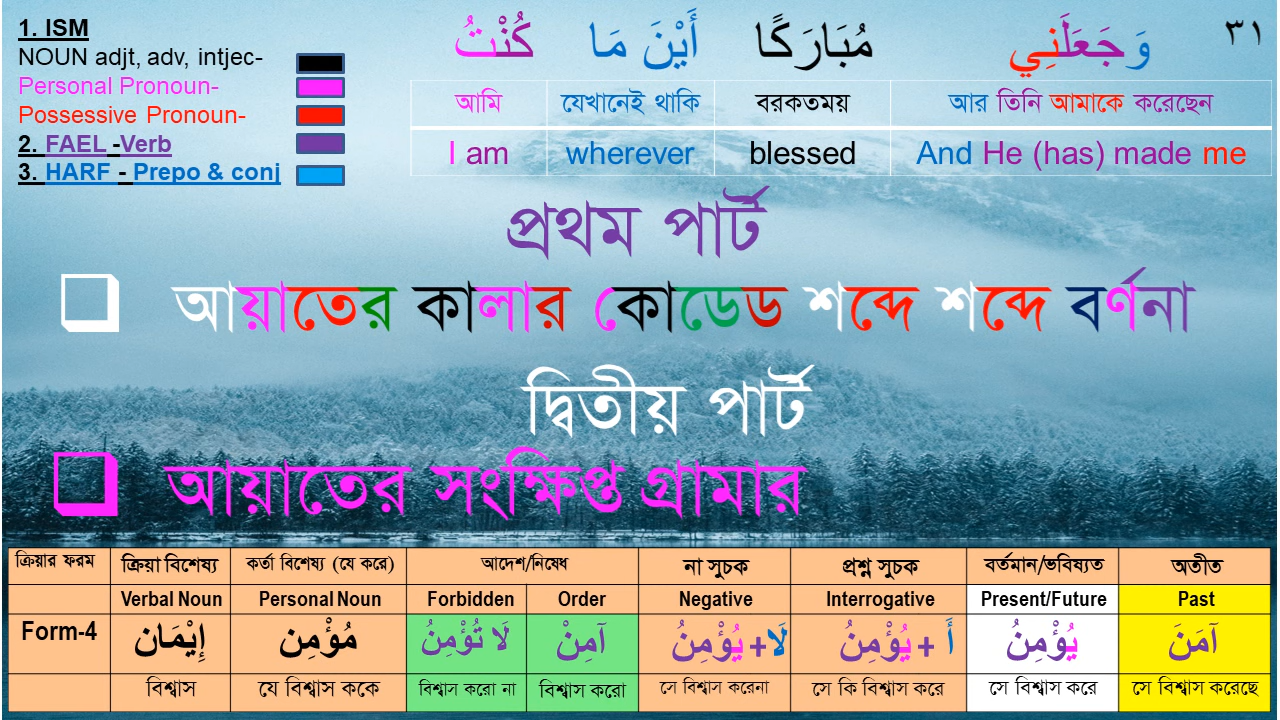 1. ISM
NOUN adjt, adv, intjec-
Personal Pronoun-
Possessive Pronoun-
2. FAEL -Verb
3. HARF - Prepo & conj
٣١ وَجَعَلَنِي مُبَارَكًا أَيْنَ مَا كُنْتُ
আমি যেখানেই থাকি বরকতময় আর তিনি আমাকে করেছেন
I am wherever blessed And He (has) made me
প্রথম পার্ট
আয়াতের কালার কোডেড শব্দে শব্দে বর্ণনা
দ্বিতীয় পার্ট
আয়াতের সংক্ষিপ্ত গ্রামার
ক্রিয়ার ফরম ক্রিয়া বিশেষ্য কর্তা বিশেষ্য (যে করে) আদেশ/নিষেধ না সুচক প্রশ্ন সুচক বর্তমান/ভবিষ্যত অতীত
Verbal Noun Personal Noun Forbidden Order Negative Interrogative Present/Future Past
Form-4 إِيْمَان مُؤْمِن لَا تُؤْمِنُ آمِنْ لَا+يُؤْمِنُ أَ +يُؤْمِنُ يُؤْمِنُ آمَنَ
বিশ্বাস যে বিশ্বাস ককে বিশ্বাস করো না বিশ্বাস করো সে বিশ্বাস করেনা সে কি বিশ্বাস করে সে বিশ্বাস করে সে বিশ্বাস করেছে